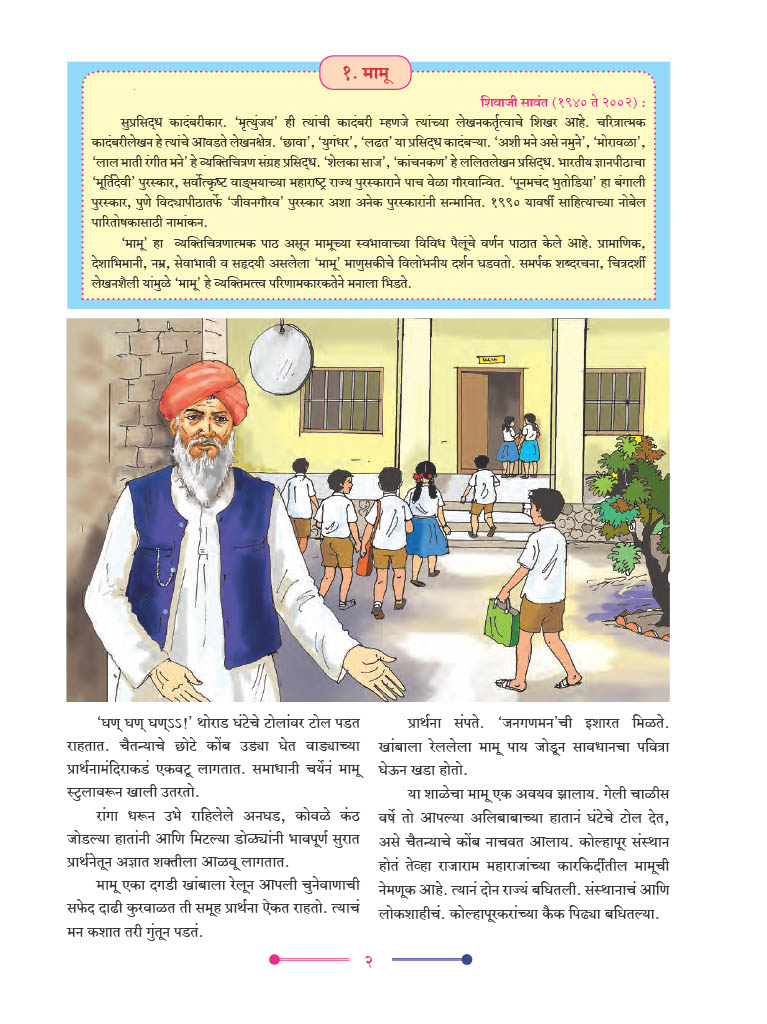 १. मामू
शिवाजी सावंत (१९४० ते २००२) :
सुप्रसिद्ध कादंबरीकार. ‘मृत्युंजय’ ही त्यांची कादंबरी म्हणजे त्यांच्या लेखनकर्तृत्वाचे शिखर आहे. चरित्रात्मक
कादंबरीलेखन हे त्यांचे आवडते लेखनक्षेत्र. ‘छावा’, ‘युगंधर’, ‘लढत’ या प्रसिद्ध कादंबऱ्या. ‘अशी मने असे नमुने’, ‘मोरावळा’,
‘लाल माती रंगीत मने’ हे व्यक्तिचित्रण संग्रह प्रसिद्ध. ‘शेलका साज’, ‘कांचनकण’ हे ललितलेखन प्रसिद्ध. भारतीय ज्ञानपीठाचा
‘मूर्तिदेवी’ पुरस्कार, सर्वोत्कृष्ट वाङ्मयाच्या महाराष्ट्र राज्य पुरस्काराने पाच वेळा गौरवान्वित. ‘पूनमचंद भुतोडिया’ हा बंगाली
पुरस्कार, पुणे विद्यापीठातर्फे ‘जीवनगौरव’ पुरस्कार अशा अनेक पुरस्कारांनी सन्मानित. १९९० यावर्षी साहित्याच्या नोबेल
पारितोषकासाठी नामांकन.
‘मामू’ हा व्यक्तिचित्रणात्मक पाठ असून मामूच्या स्वभावाच्या विविध पैलूंचे वर्णन पाठात केले आहे. प्रामाणिक,
देशाभिमानी, नम्र, सेवाभावी व सहृदयी असलेला ‘मामू’ माणुसकीचे विलोभनीय दर्शन घडवतो. समर्पक शब्दरचना, चित्रदर्शी
लेखनशैली यांमुळे ‘मामू’ हे व्यक्तिमत्त्व परिणामकारकतेने मनाला भिडते.
‘घण् घण् घण्ऽऽ!’ थोराड घंटेचे टोलांवर टोल पडत
राहतात. चैतन्याचे छोटे कोंब उड्या घेत वाड्याच्या
प्रार्थनामंदिराकडं एकवटू लागतात. समाधानी चर्येनं मामू
स्टुलावरून खाली उतरतो.
रांगा धरून उभे राहिलेले अनघड, कोवळे कंठ
जोडल्या हातांनी आणि मिटल्या डोळ्यांनी भावपूर्ण सुरात
प्रार्थनेतून अज्ञात शक्तीला आळवू लागतात.
मामू एका दगडी खांबाला रेलून आपली चुनेवाणाची
सफेद दाढी कुरवाळत ती समूह प्रार्थना ऐकत राहतो. त्याचं
मन कशात तरी गुंतून पडतं.
प्रार्थना संपते. ‘जनगणमन’ची इशारत मिळते.
खांबाला रेललेला मामू पाय जोडून सावधानचा पवित्रा
घेऊन खडा होतो.
या शाळेचा मामू एक अवयव झालाय. गेली चाळीस
वर्षे तो आपल्या अलिबाबाच्या हातानं घंटेचे टोल देत,
असे चैतन्याचे कोंब नाचवत आलाय. कोल्हापूर संस्थान
होतं तेव्हा राजाराम महाराजांच्या कारकिर्दीतील मामूची
नेमणूक आहे. त्यानं दोन राज्यं बघितली. संस्थानाचं आणि
लोकशाहीचं. कोल्हापूरकरांच्या कैक पिढ्या बघितल्या.
२